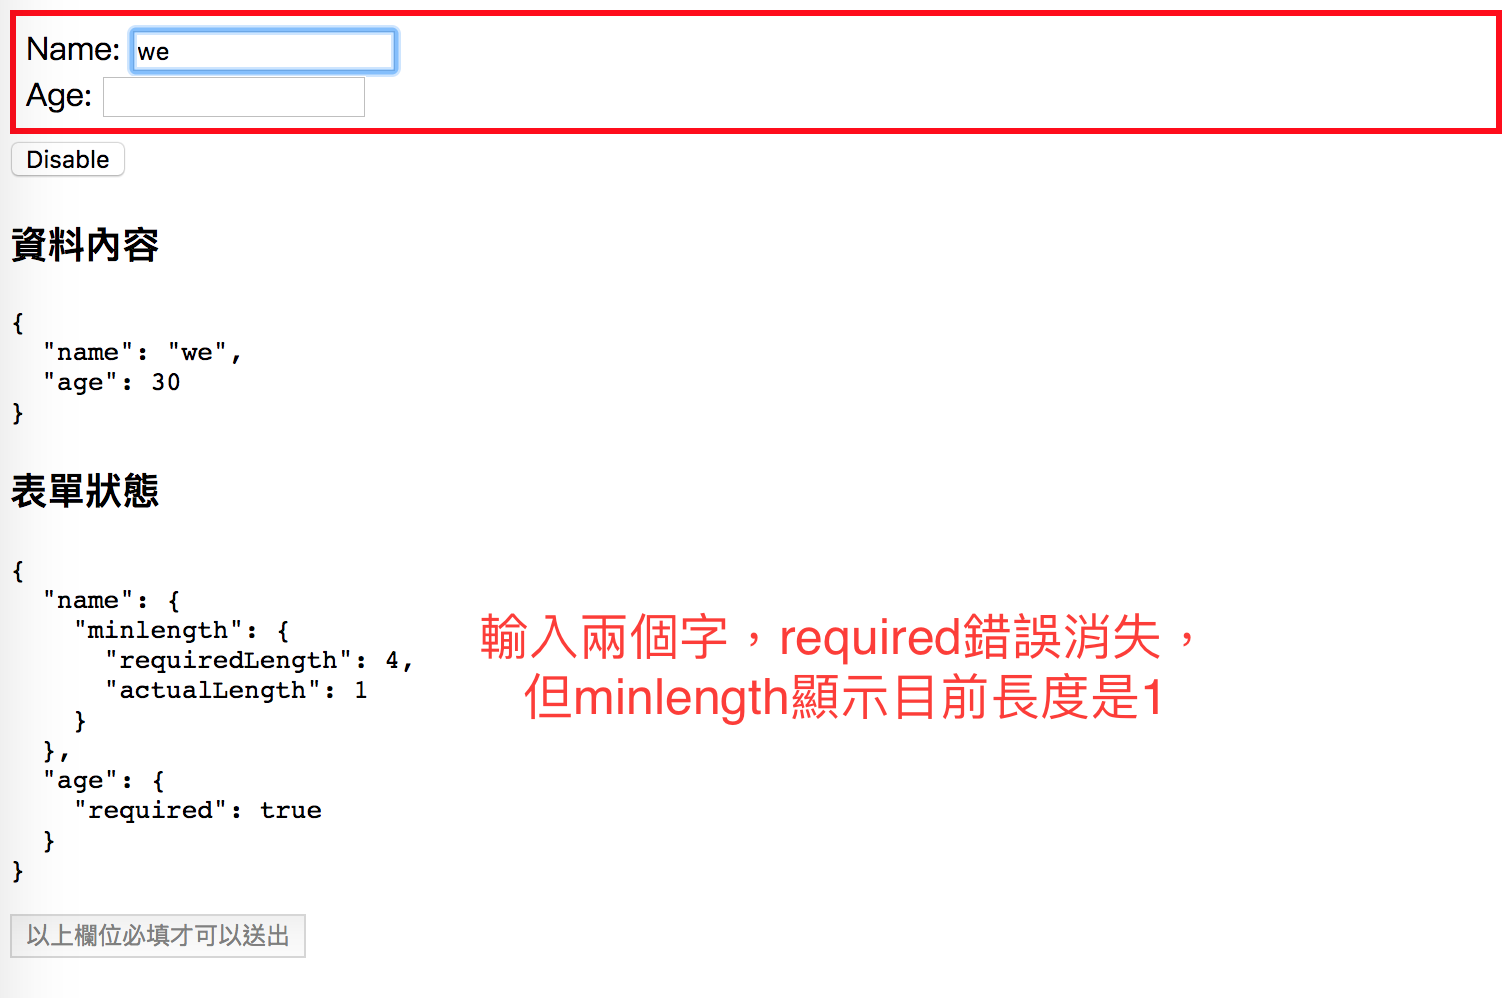 Name: we
Age:
Disable
資料內容
{
"name": "we",
"age": 30
}
表單狀態
{
"name": {
"minlength": {
"requiredLength": 4,
"actualLength": 1
}
},
"age": {
"required": true
}
}
輸入兩個字，required錯誤消失，
但minlength顯示目前長度是1
以上欄位必填才可以送出